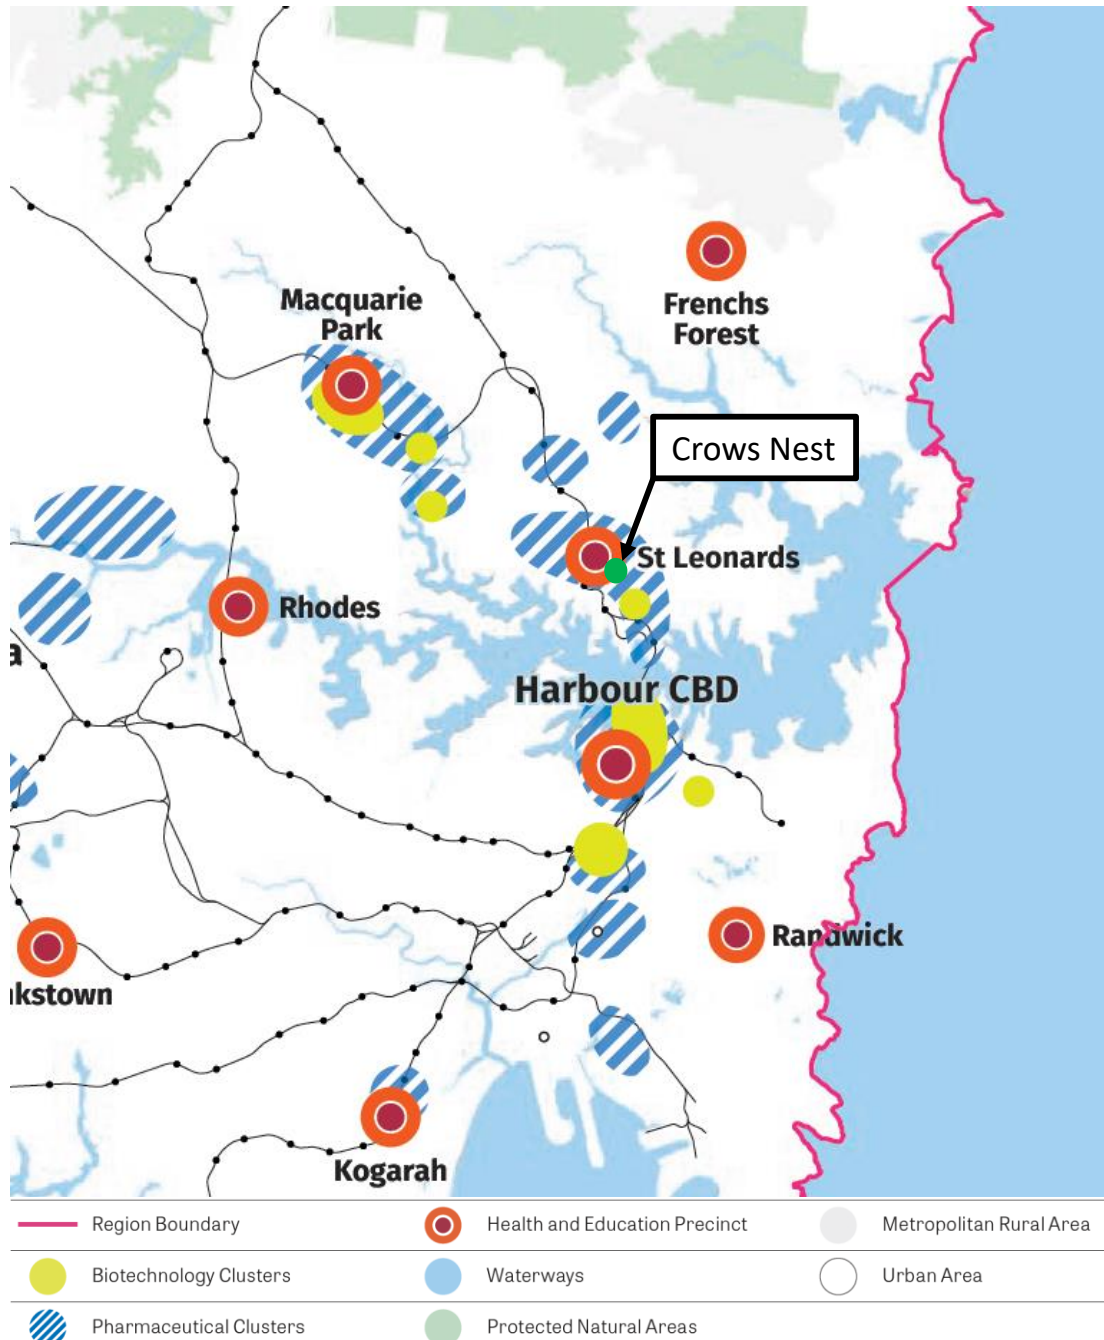 Macquarie
Park
Frenchs
Forest
Crows Nest
St Leonards
Rhodes
a
Harbour CBD
Randwick
nkstown
Kogarah
Region Boundary
Health and Education Precinct
Metropolitan Rural Area
Biotechnology Clusters
Waterways
Urban Area
Pharmaceutical Clusters
Protected Natural Areas